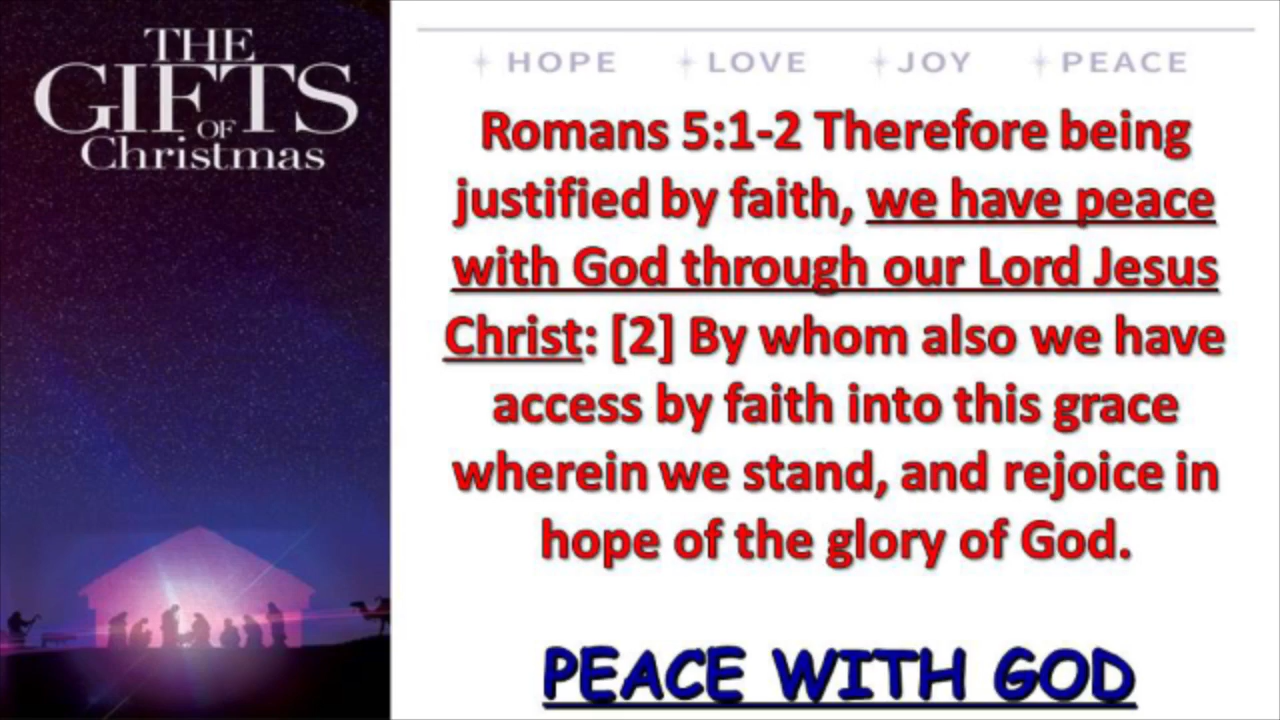 THE
GIFTS
OF
Christmas
HOPE LOVE JOY PEACE
Romans 5:1-2 Therefore being
justified by faith, we have peace
with God through our Lord Jesus
Christ: [2] By whom also we have
access by faith into this grace
wherein we stand, and rejoice in
hope of the glory of God.
PEACE WITH GOD